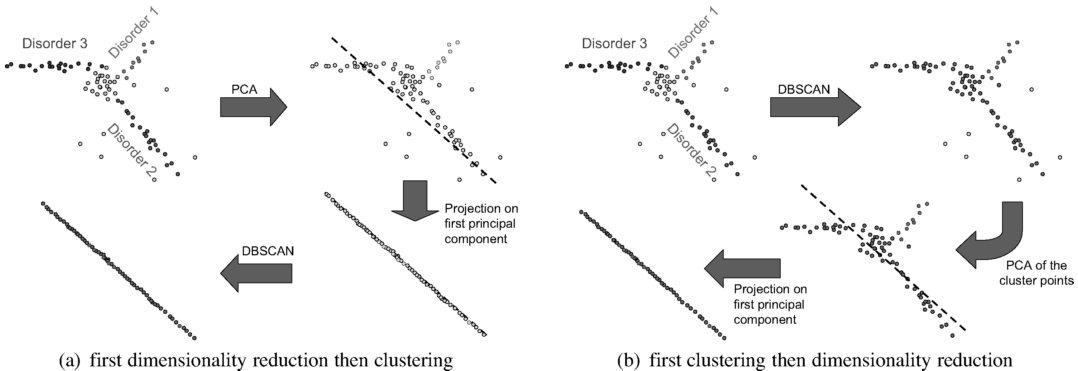 Disorder 3
Disorder 1
Disorder 2
PCA
Projection on
first principal
component
DBSCAN
(a) first dimensionality reduction then clustering
Disorder 3
Disorder 1
Disorder 2
DBSCAN
PCA of the
cluster points
Projection on
first principal
component
(b) first clustering then dimensionality reduction